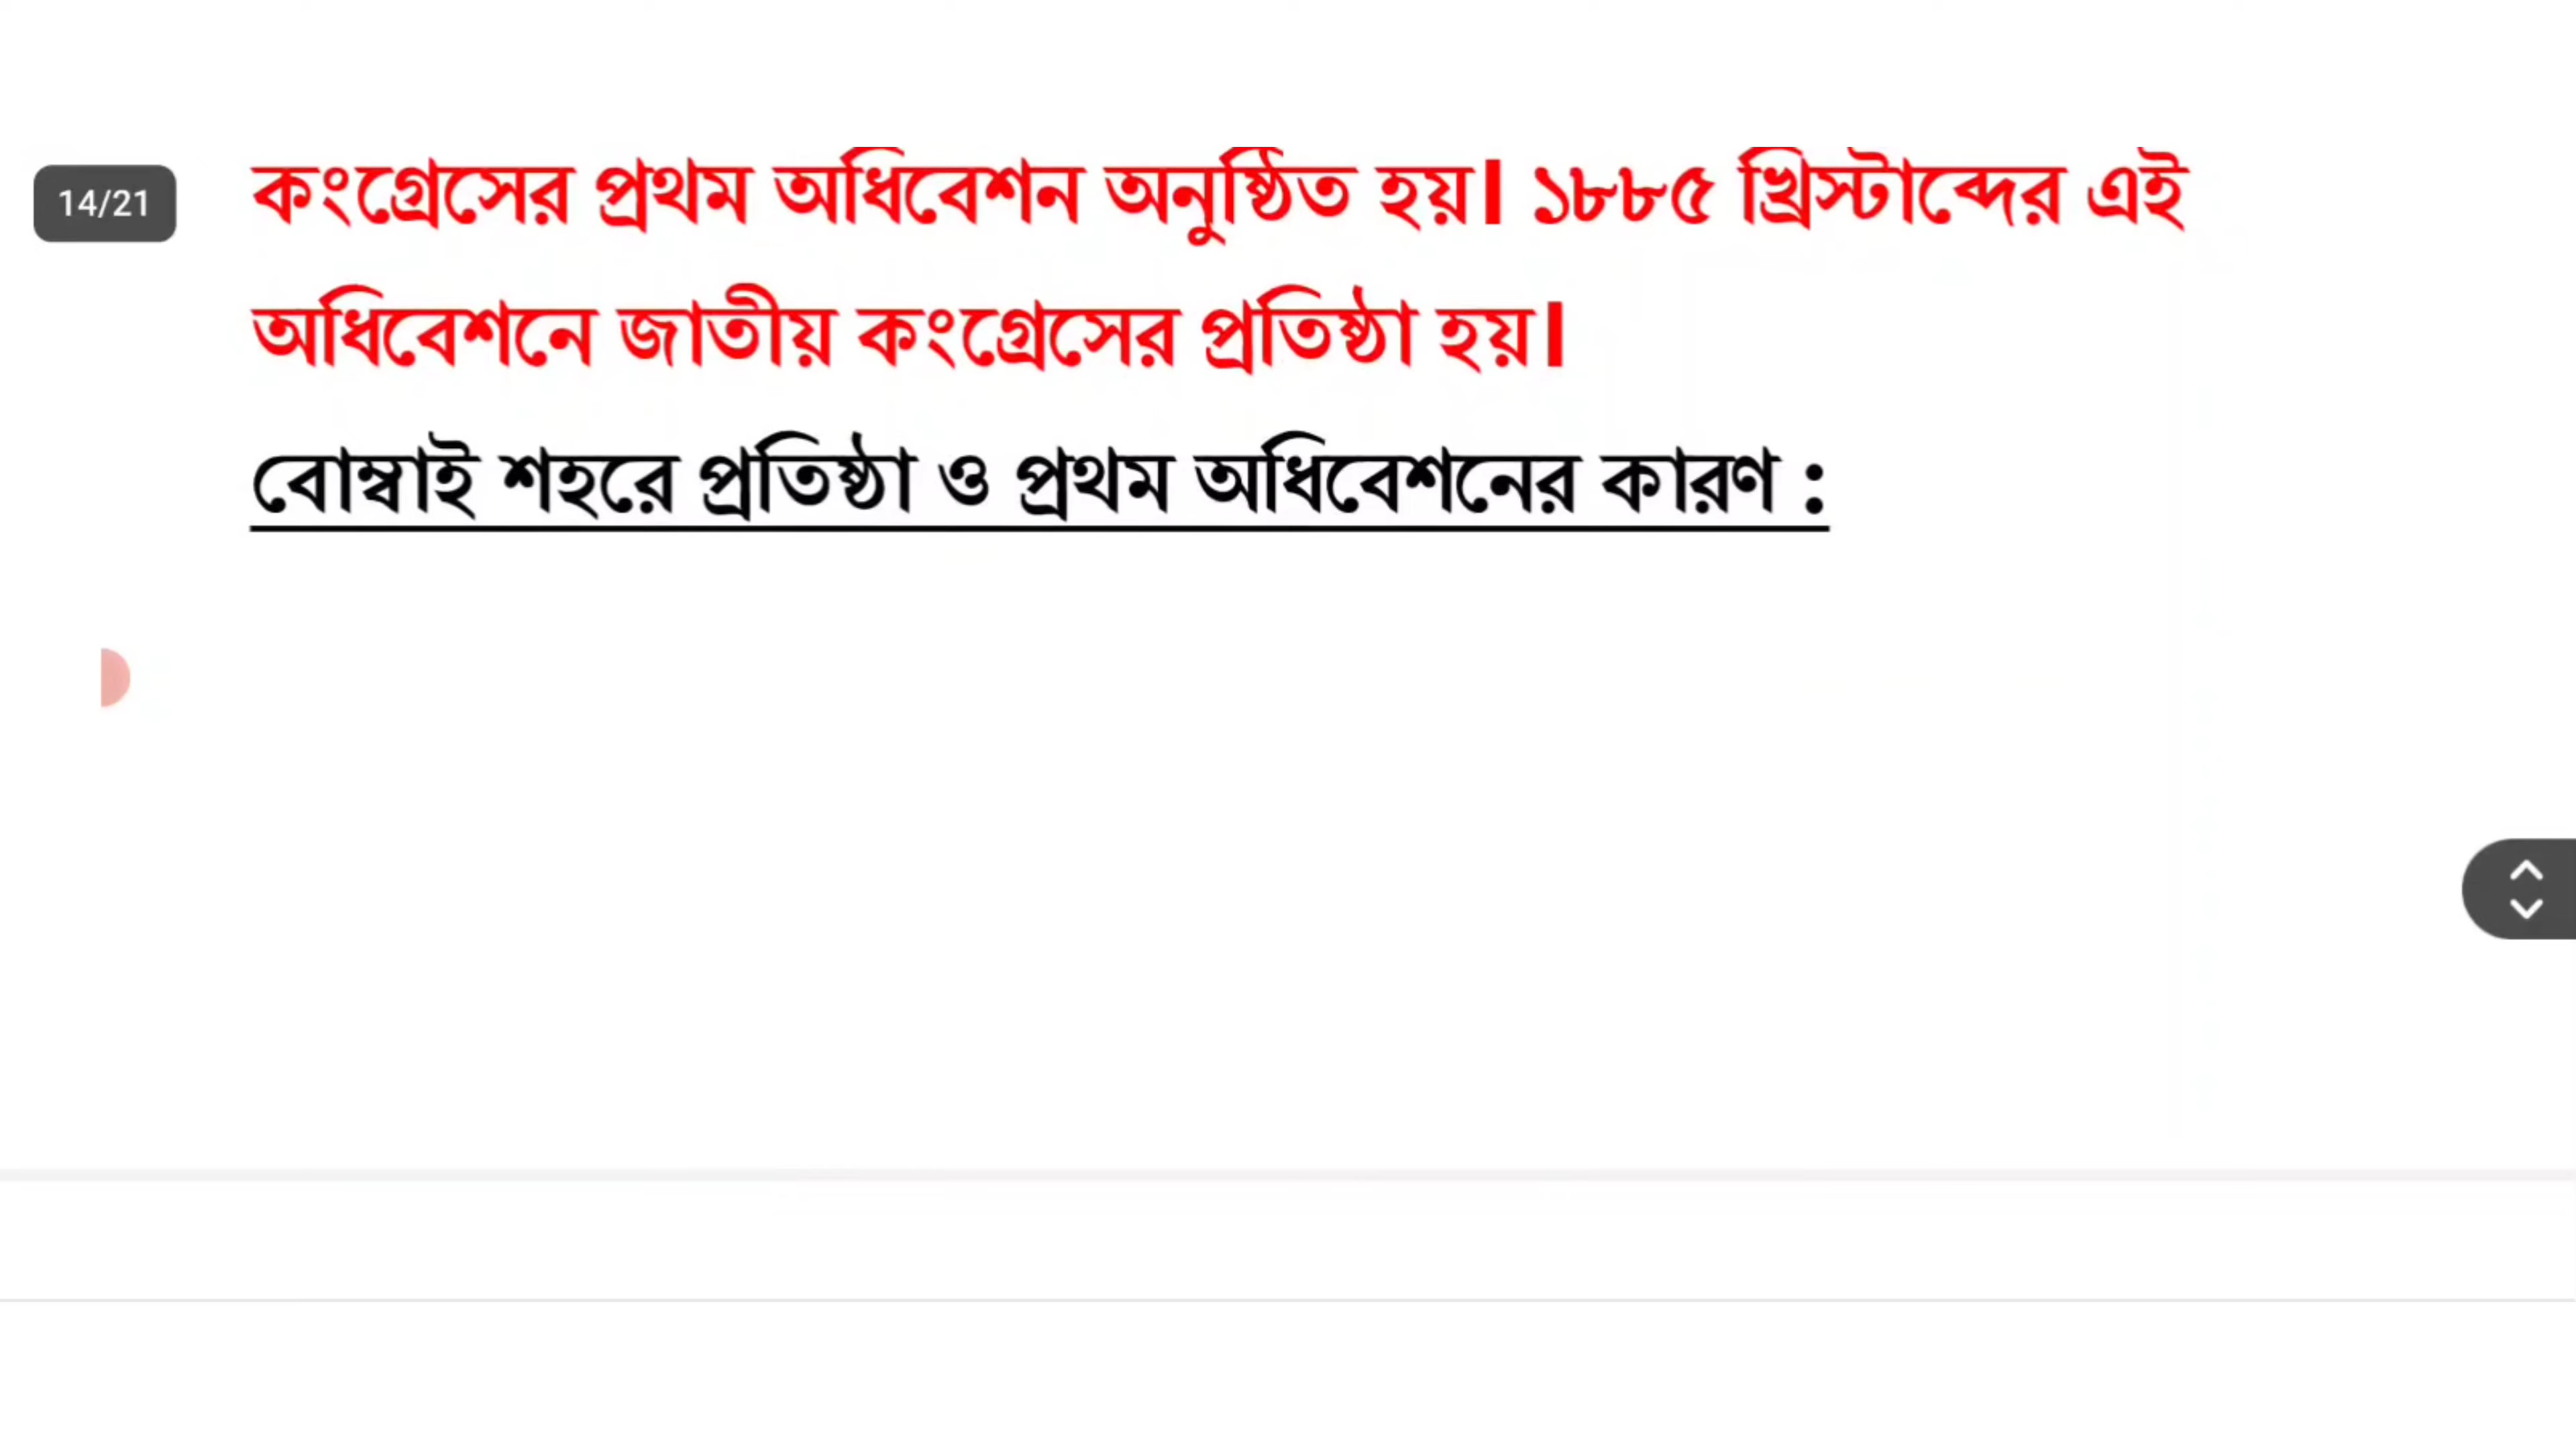 14/21
কংগ্রেসের প্রথম অধিবেশন অনুষ্ঠিত হয়। ১৮৮৫ খ্রিস্টাব্দের এই
অধিবেশনে জাতীয় কংগ্রেসের প্রতিষ্ঠা হয়।
বোম্বাই শহরে প্রতিষ্ঠা ও প্রথম অধিবেশনের কারণ :